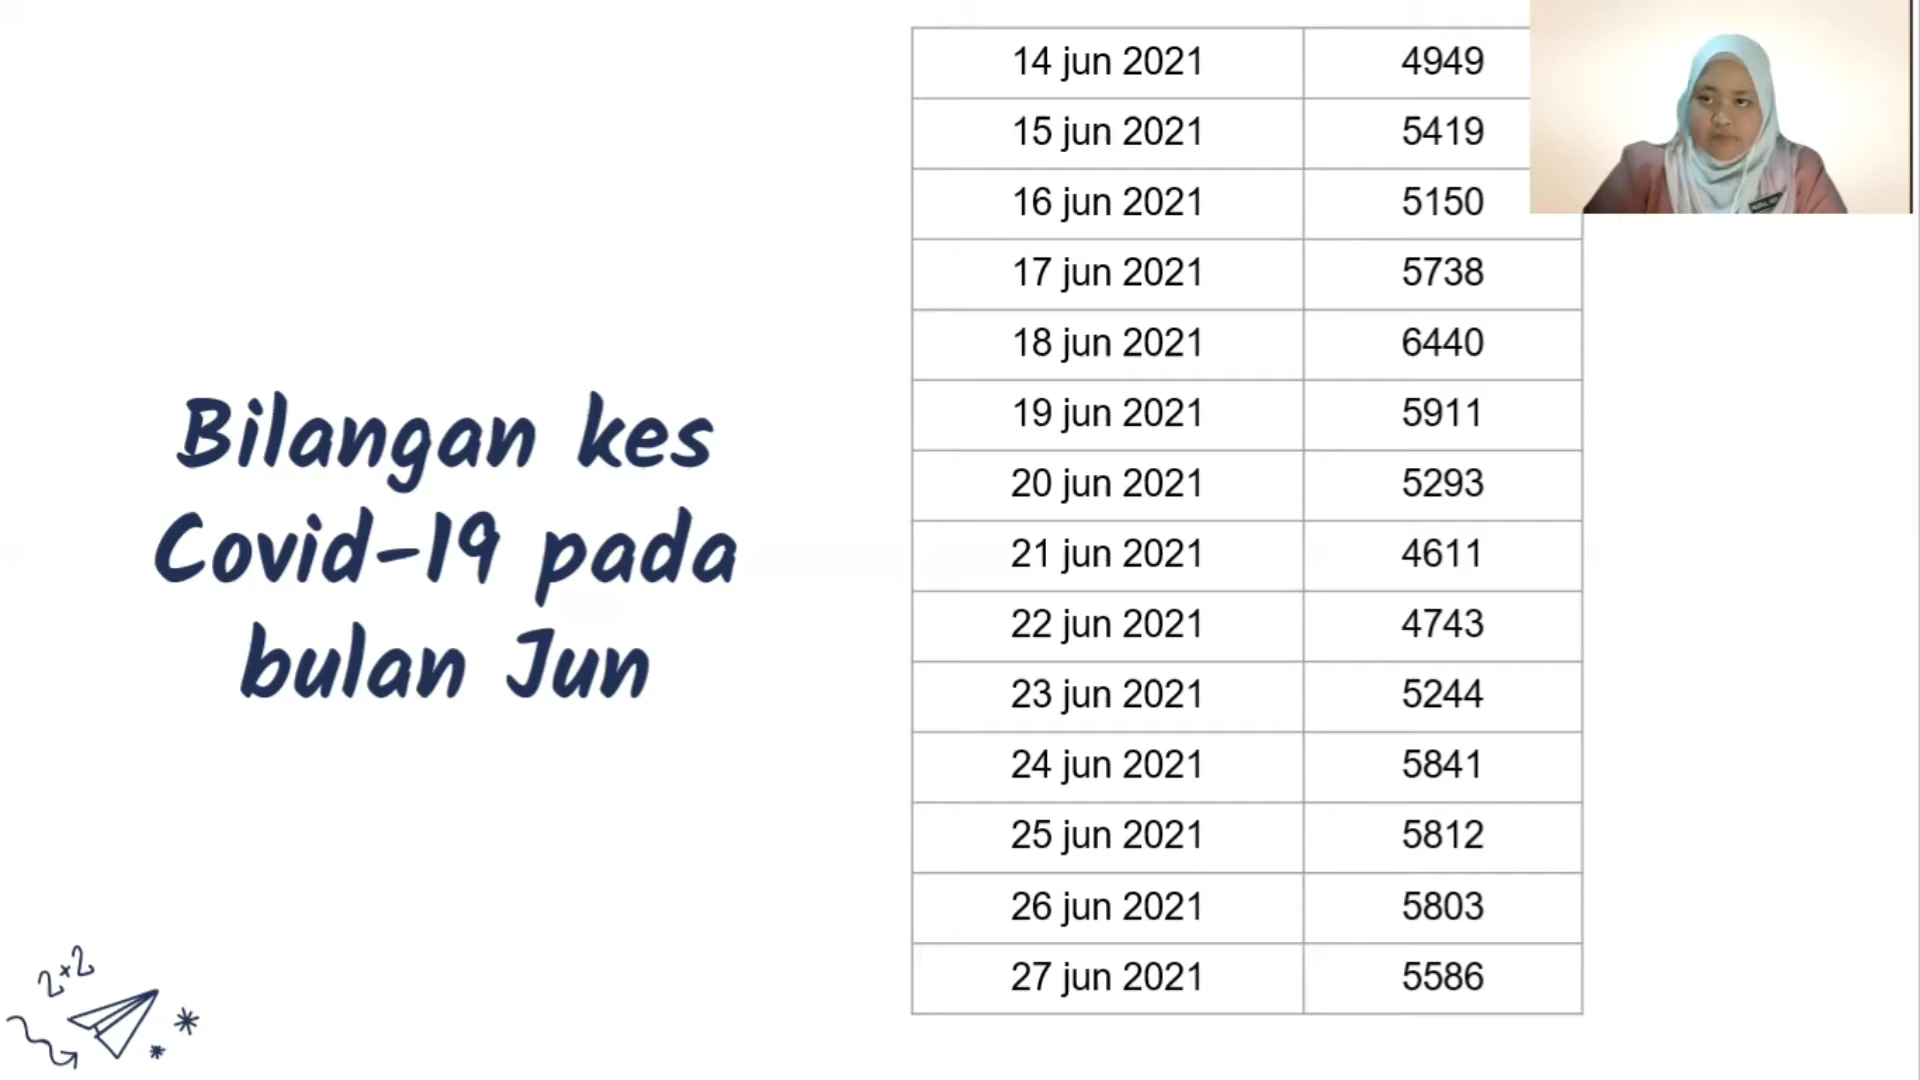 Bilangan kes
Covid-19 pada
bulan Jun
14 jun 2021 4949
15 jun 2021 5419
16 jun 2021 5150
17 jun 2021 5738
18 jun 2021 6440
19 jun 2021 5911
20 jun 2021 5293
21 jun 2021 4611
22 jun 2021 4743
23 jun 2021 5244
24 jun 2021 5841
25 jun 2021 5812
26 jun 2021 5803
27 jun 2021 5586
2x2